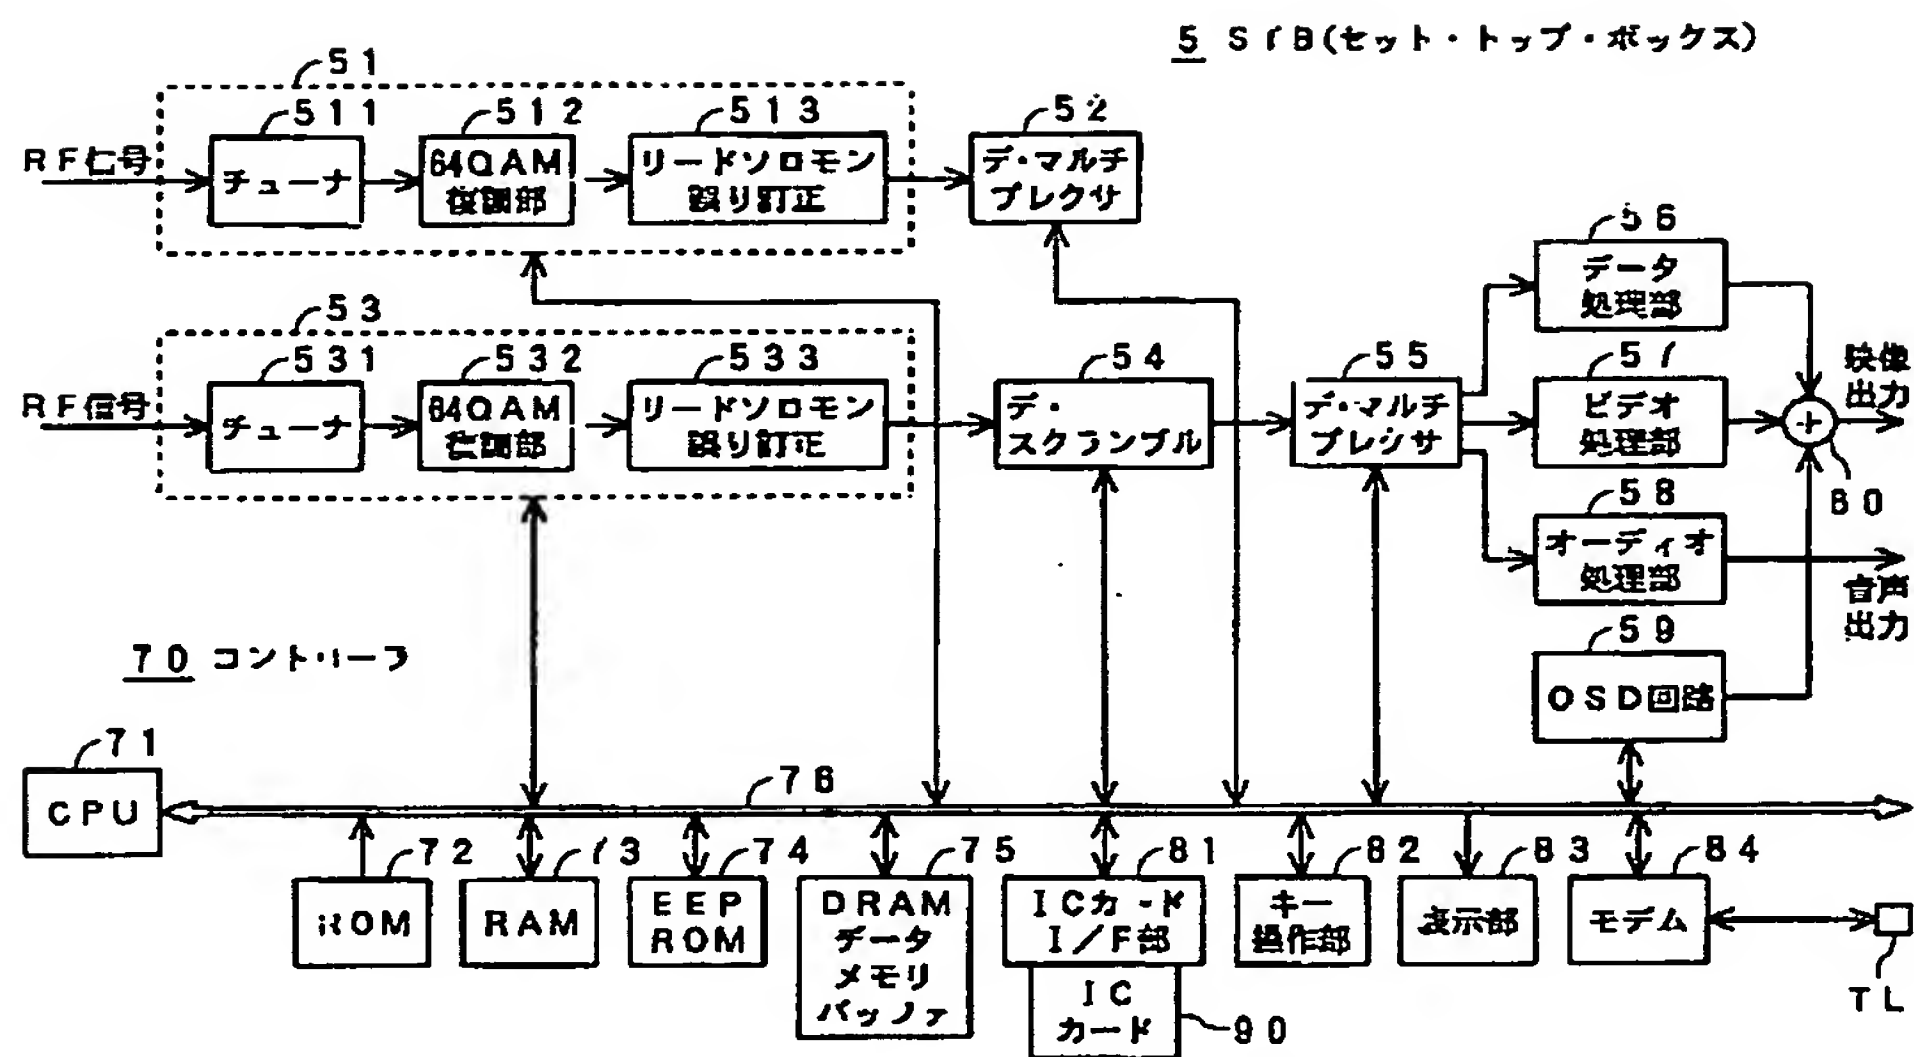 5 STB(セット・トップ・ボックス)
51
511
512
513
52
RF信号
チューナ
64QAM
復調部
リードソロモン
誤り訂正
デ・マルチ
プレクサ
56
データ
処理部
53
531
532
533
54
55
57
映像
出力
RF信号
チューナ
64QAM
復調部
リードソロモン
誤り訂正
デ・
スクランブル
デ・マルチ
プレクサ
ビデオ
処理部
60
58
オーディオ
処理部
音声
出力
59
OSD回路
70 コントローラ
71
CPU
76
72
73
74
75
81
82
83
84
ROM
RAM
EEP
ROM
DRAM
データ
メモリ
バッファ
ICカード
I/F部
キー
操作部
表示部
モデム
TL
IC
カード
90